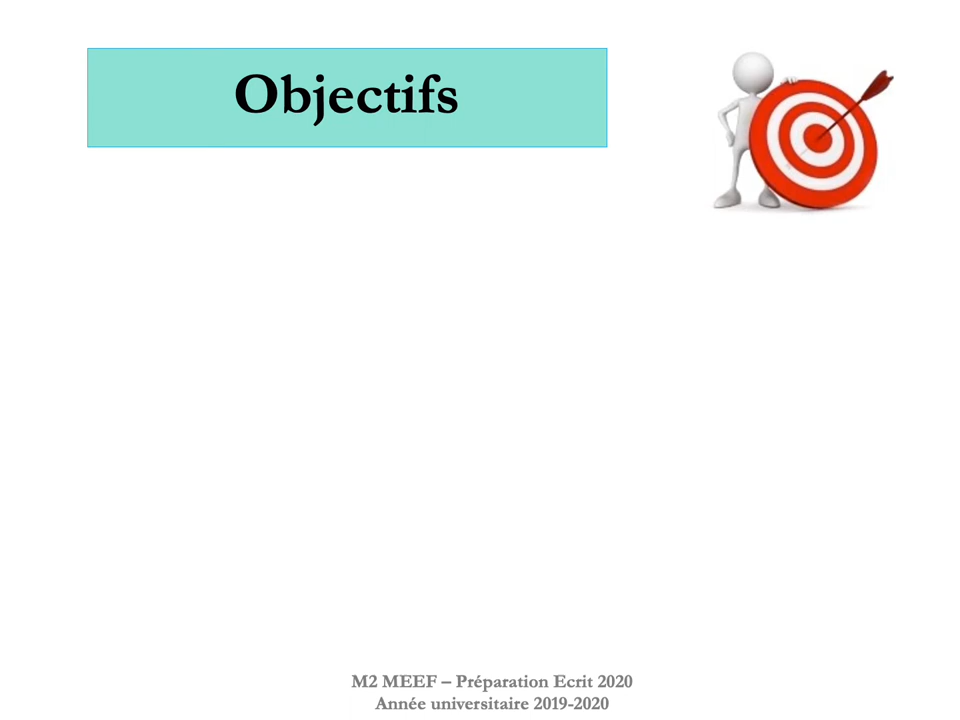 Objectifs
M2 MEEF – Préparation Ecrit 2020
Année universitaire 2019-2020